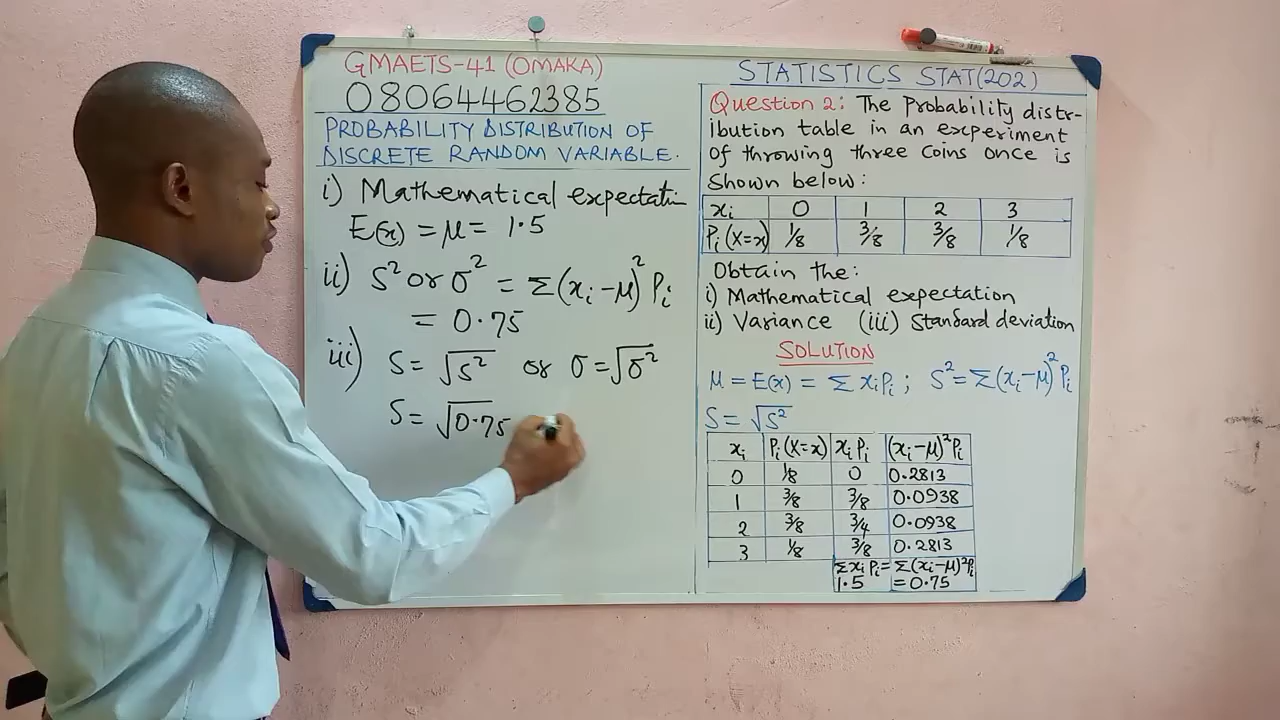 GMAETS-41 (OMAKA)
08064462385
PROBABILITY DISTRIBUTION OF
DISCRETE RANDOM VARIABLE.
i) Mathematical expectatin
E(x) = μ = 1.5
ii) S² or σ² = Σ(xᵢ-μ)² Pᵢ
= 0.75
iii) S = √S² or σ = √σ²
S = √0.75
STATISTICS STAT(202)
Question 2: The Probability distr-
ibution table in an experiment
Of throwing three Coins once is
Shown below:
xᵢ 0 1 2 3
Pᵢ(X=x) 1/8 3/8 3/8 1/8
Obtain the:
i) Mathematical expectation
ii) Variance (iii) Standard deviation
SOLUTION
μ = E(x) = Σ xᵢPᵢ ; S² = Σ(xᵢ-μ)² Pᵢ
S = √S²
xᵢ Pᵢ(X=x) xᵢ Pᵢ (xᵢ-μ)²Pᵢ
0 1/8 0 0.2813
1 3/8 3/8 0.0938
2 3/8 3/4 0.0938
3 1/8 3/8 0.2813
Σxᵢ Pᵢ= Σ(xᵢ-μ)²Pᵢ
1.5 =0.75